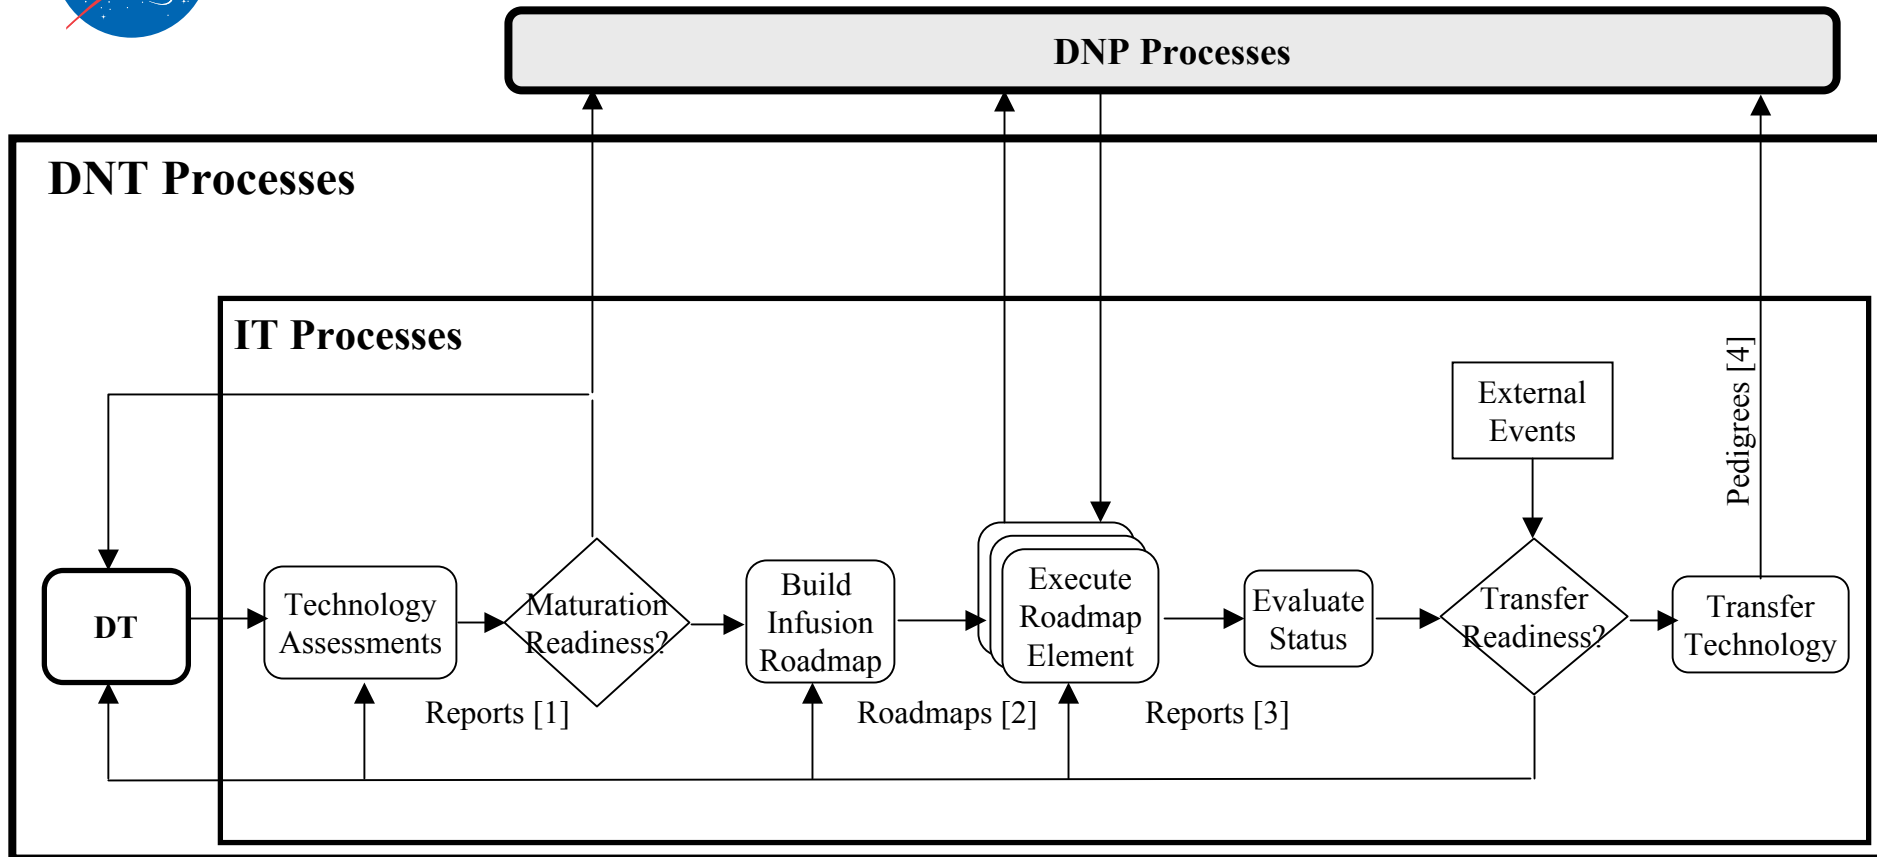 DNP Processes
DNT Processes
IT Processes
External
Events
Pedigrees [4]
DT
Technology
Assessments
Maturation
Readiness?
Build
Infusion
Roadmap
Execute
Roadmap
Element
Evaluate
Status
Transfer
Readiness?
Transfer
Technology
Reports [1]
Roadmaps [2]
Reports [3]